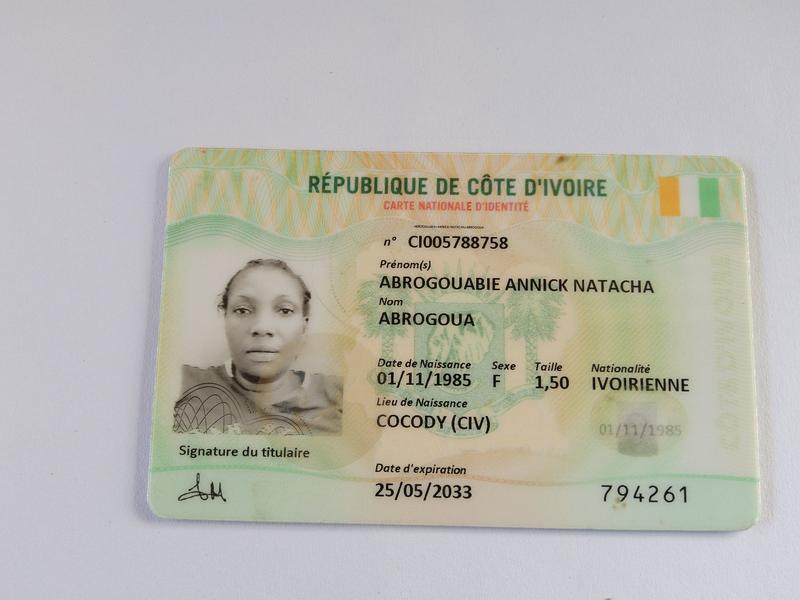 RÉPUBLIQUE DE CÔTE D'IVOIRE
CARTE NATIONALE D'IDENTITÉ
n° CI005788758
Prénom(s)
ABROGOUABIE ANNICK NATACHA
Nom
ABROGOUA
Date de Naissance Sexe Taille Nationalité
01/11/1985 F 1,50 IVOIRIENNE
Lieu de Naissance
COCODY (CIV)
01/11/1985
Signature du titulaire
Date d'expiration
25/05/2033
794261